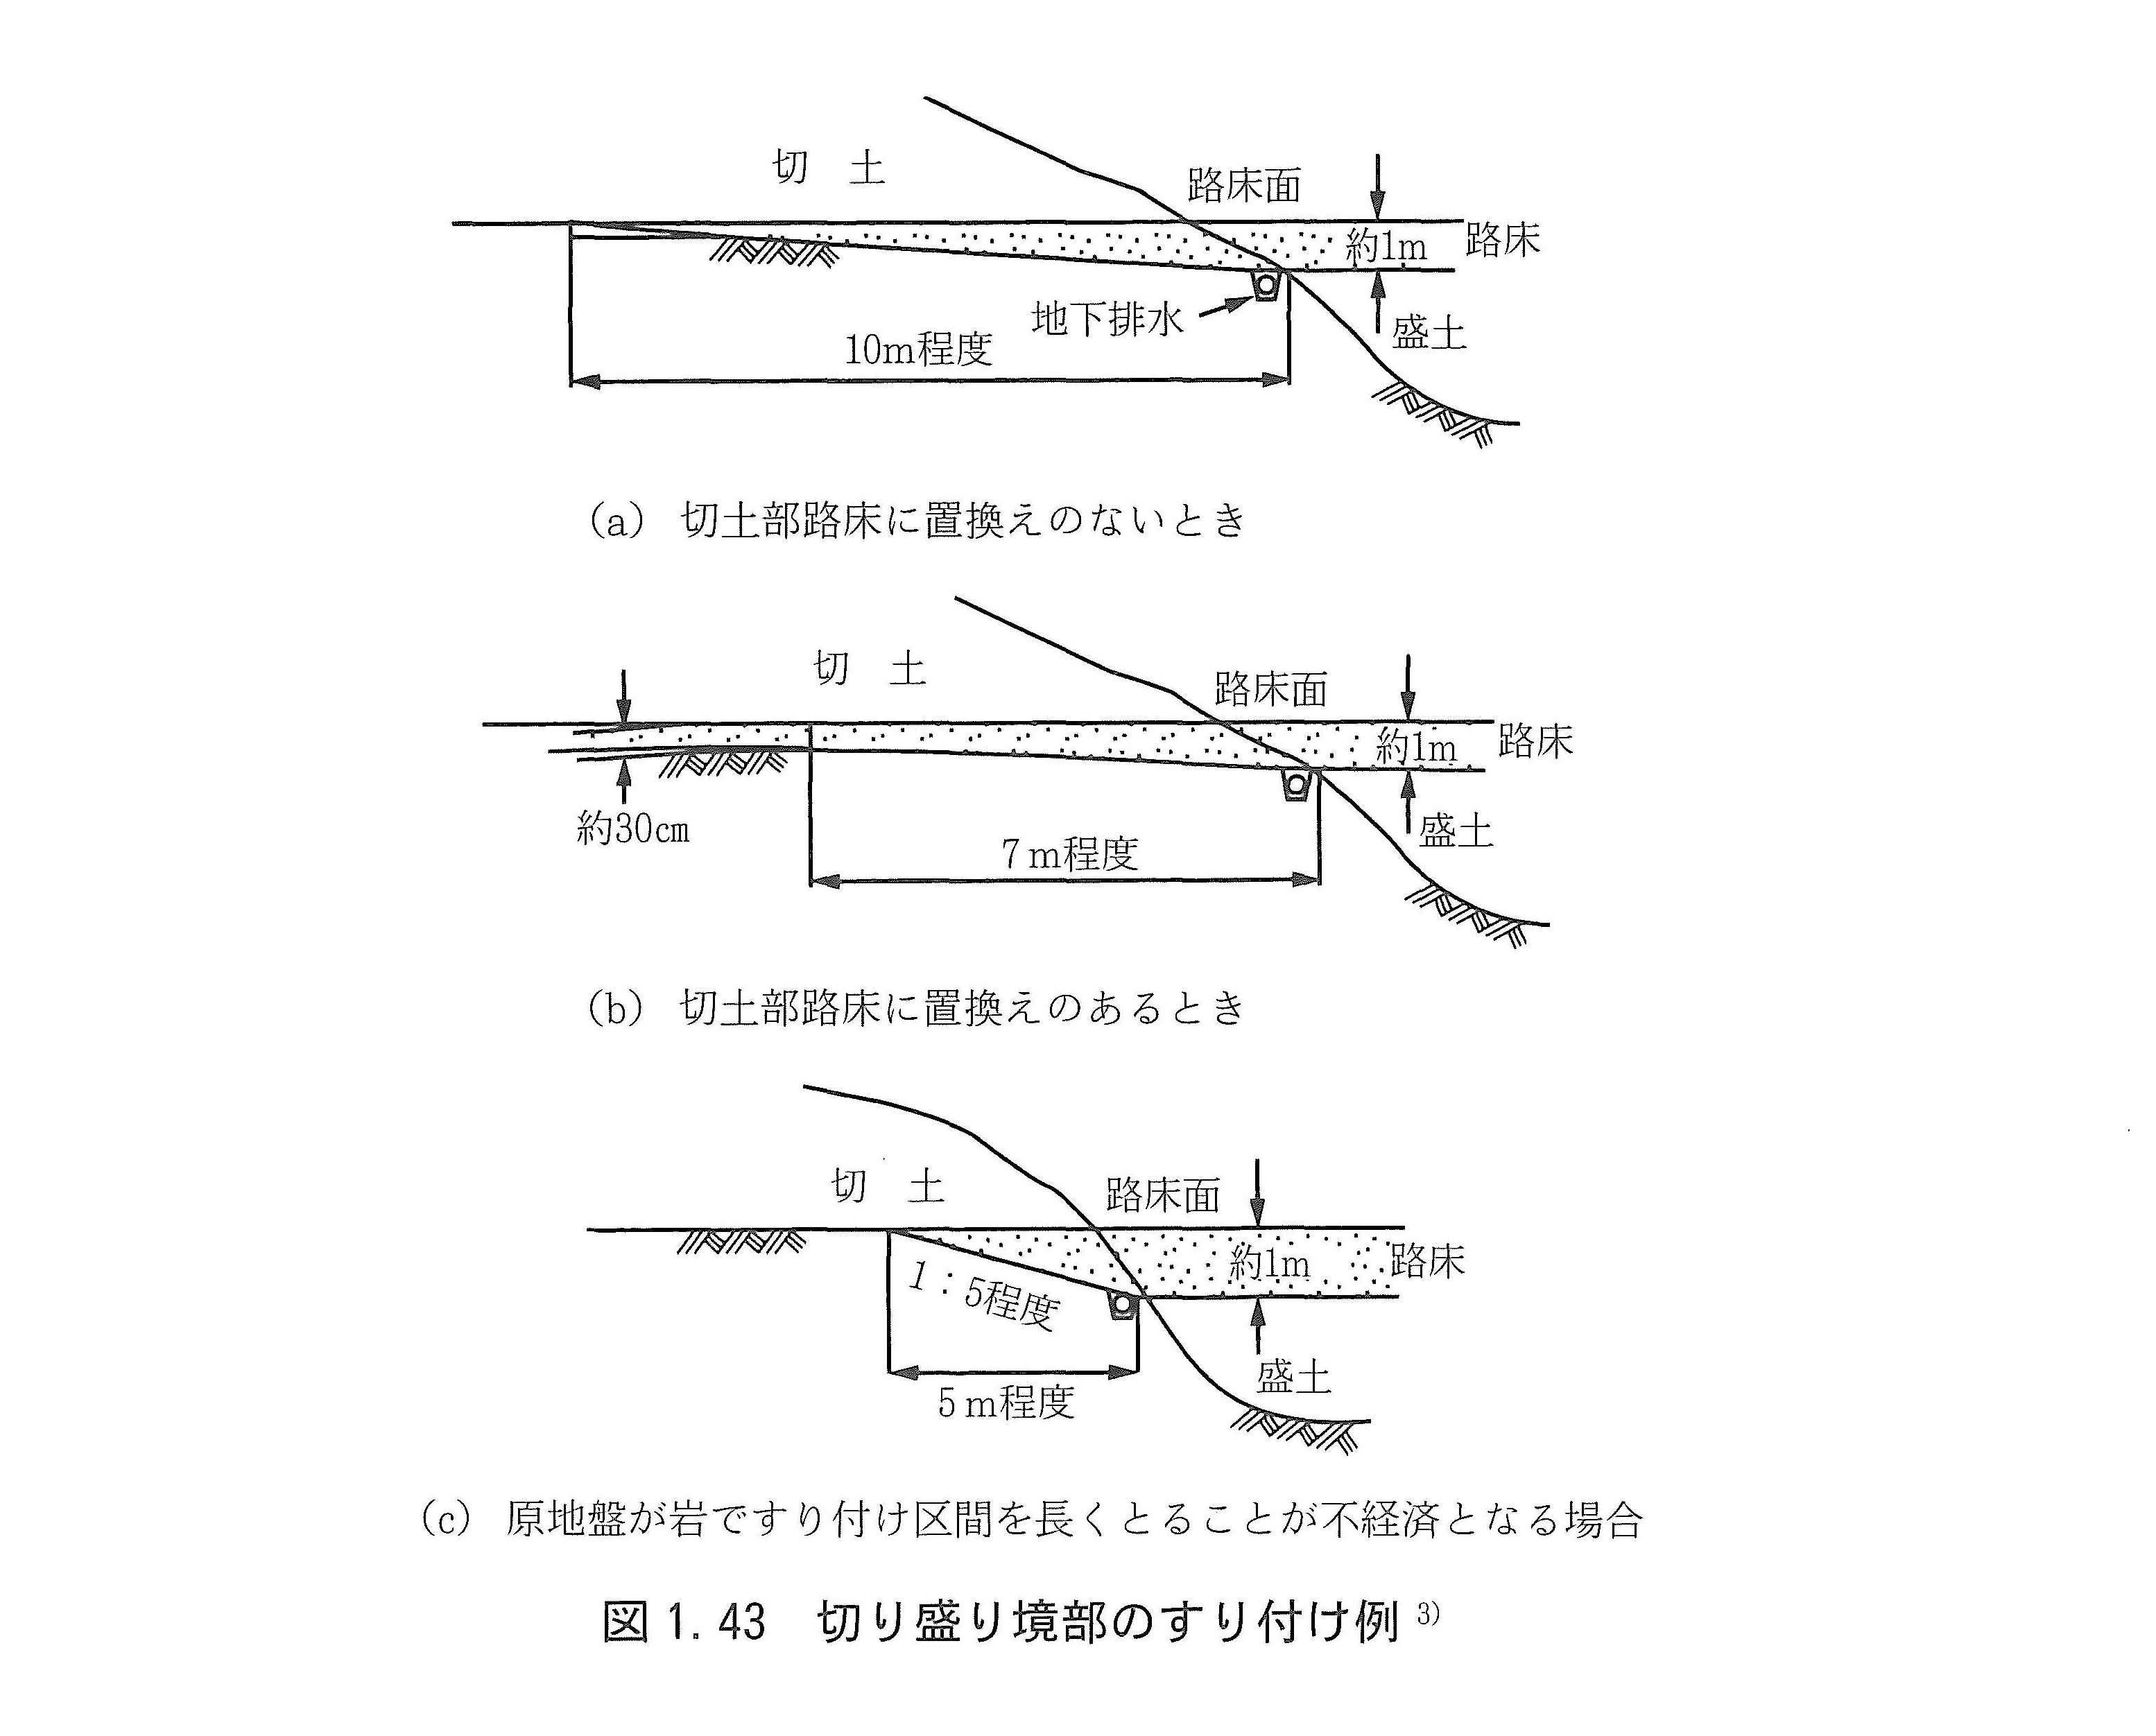 切 土
路床面
約1m
路床
地下排水
盛土
10m程度
(a) 切土部路床に置換えのないとき
切 土
路床面
約1m
路床
約30cm
盛土
7m程度
(b) 切土部路床に置換えのあるとき
切 土
路床面
約1m
路床
1:5程度
盛土
5m程度
(c) 原地盤が岩ですり付け区間を長くとることが不経済となる場合
図1.43 切り盛り境部のすり付け例 3)